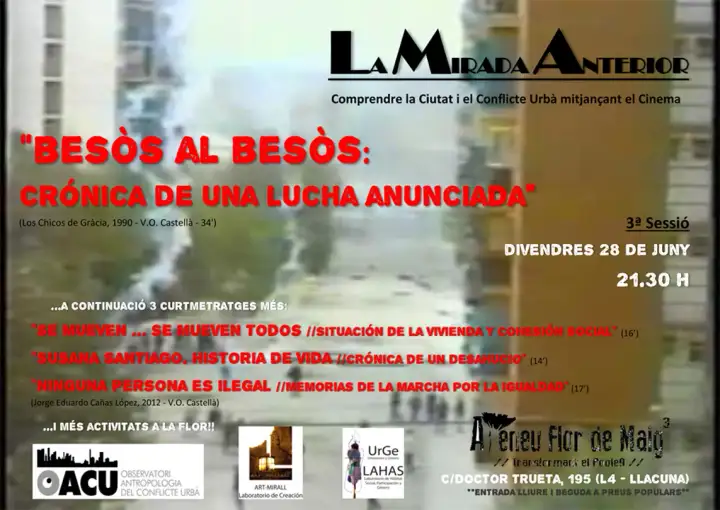 LA MIRADA ANTERIOR
Comprendre la Ciutat i el Conflicte Urbà mitjançant el Cinema
"BESÒS AL BESÒS:
CRÓNICA DE UNA LUCHA ANUNCIADA"
(Los Chicos de Gràcia, 1990 - V.O. Castellà - 34')
3ª Sessió
DIVENDRES 28 DE JUNY
21.30 H
...A CONTINUACIÓ 3 CURTMETRATGES MÉS:
"SE MUEVEN ... SE MUEVEN TODOS //SITUACIÓN DE LA VIVIENDA Y COHESIÓN SOCIAL" (16')
"SUSANA SANTIAGO. HISTORIA DE VIDA //CRÓNICA DE UN DESAHUCIO" (14')
"NINGUNA PERSONA ES ILEGAL //MEMORIAS DE LA MARCHA POR LA IGUALDAD" (17')
(Jorge Eduardo Cañas López, 2012 - V.O. Castellà)
...I MÉS ACTIVITATS A LA FLOR!!
OACU
OBSERVATORI
ANTROPOLOGIA
DEL CONFLICTE URBÀ
ART-MIRALL
Laboratorio de Creación
UrGe
LAHAS
Ateneu Flor de Maig
C/DOCTOR TRUETA, 195 (L4 - LLACUNA)
**ENTRADA LLIURE I BEGUDA A PREUS POPULARS**